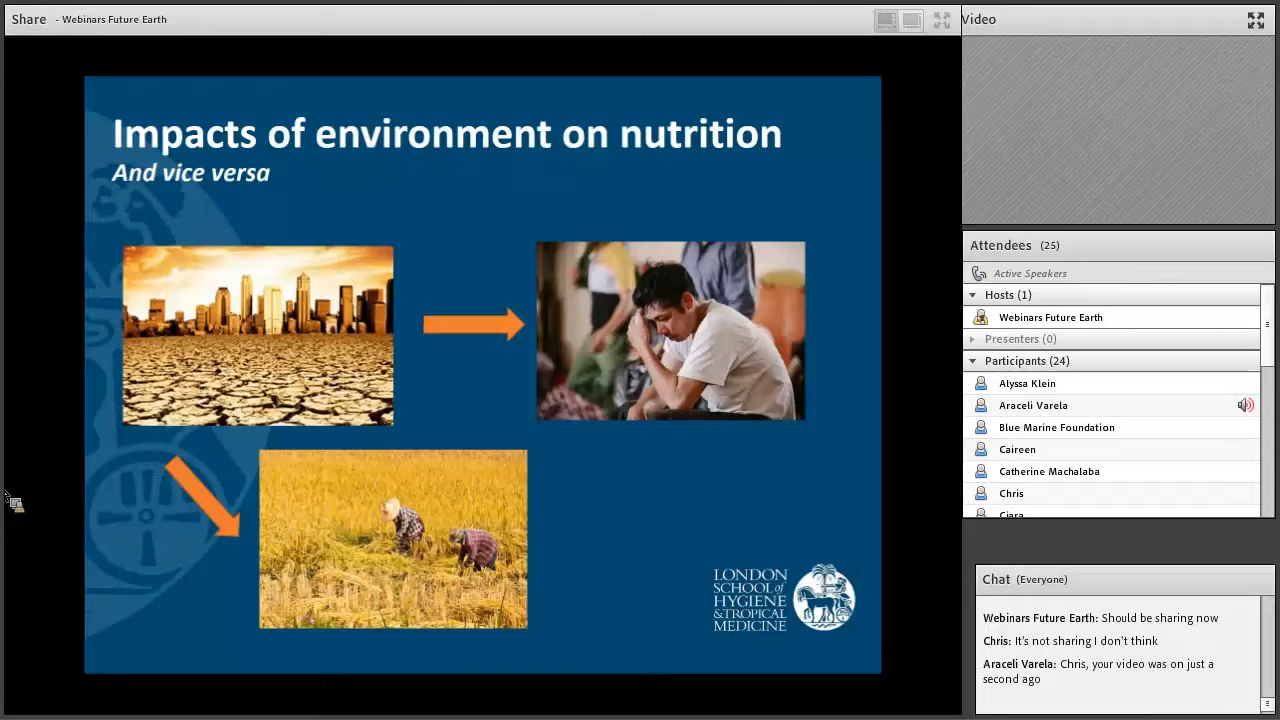 Share - Webinars Future Earth
Impacts of environment on nutrition
And vice versa
LONDON
SCHOOL of
HYGIENE
& TROPICAL
MEDICINE
Video
Attendees (25)
Active Speakers
Hosts (1)
Webinars Future Earth
Presenters (0)
Participants (24)
Alyssa Klein
Araceli Varela
Blue Marine Foundation
Caireen
Catherine Machalaba
Chris
Ciara
Chat (Everyone)
Webinars Future Earth: Should be sharing now
Chris: It's not sharing I don't think
Araceli Varela: Chris, your video was on just a
second ago